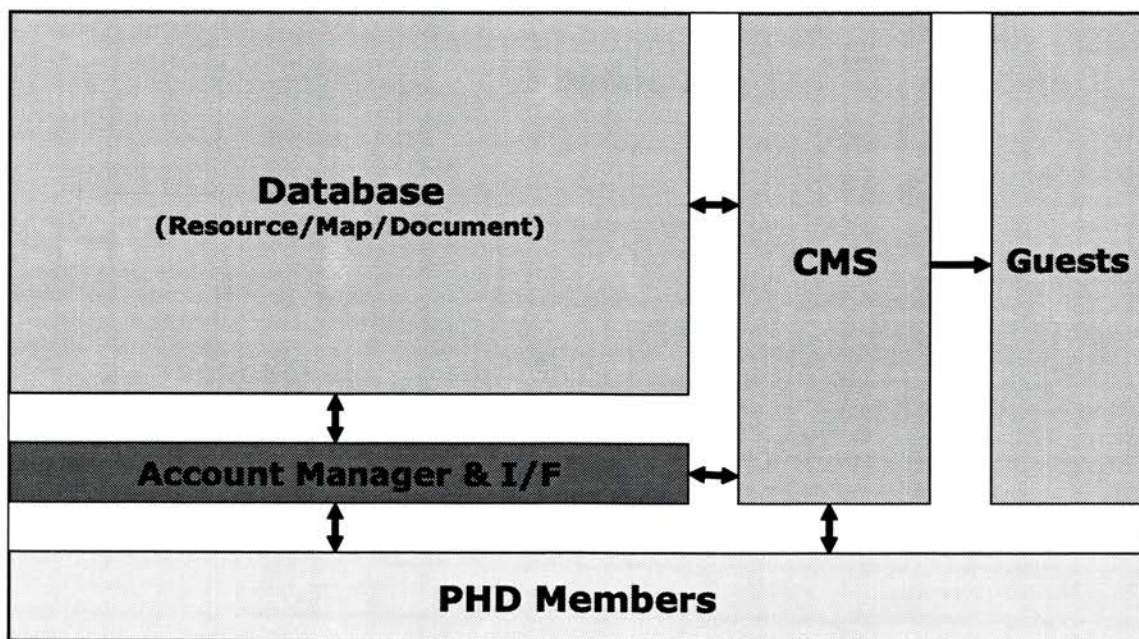 Database
(Resource/Map/Document)
CMS
Guests
Account Manager & I/F
PHD Members